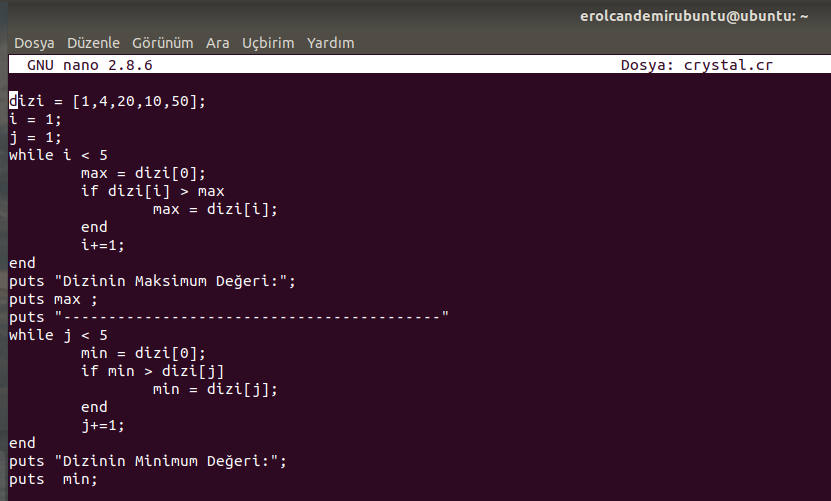 erolcandemirubuntu@ubuntu: ~
Dosya Düzenle Görünüm Ara Uçbirim Yardım
GNU nano 2.8.6 Dosya: crystal.cr
dizi = [1,4,20,10,50];
i = 1;
j = 1;
while i < 5
        max = dizi[0];
        if dizi[i] > max
                max = dizi[i];
        end
        i+=1;
end
puts "Dizinin Maksimum Değeri:";
puts max ;
puts "------------------------------------------"
while j < 5
        min = dizi[0];
        if min > dizi[j]
                min = dizi[j];
        end
        j+=1;
end
puts "Dizinin Minimum Değeri:";
puts  min;